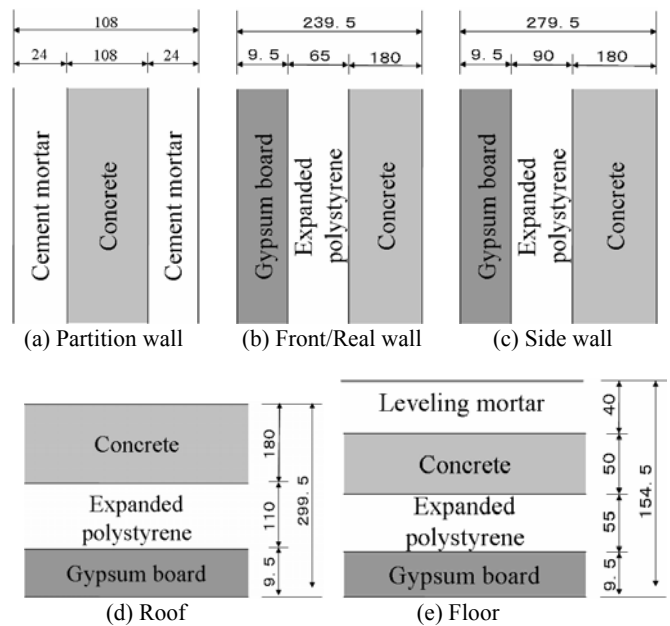 108
24 108 24
Cement mortar
Concrete
Cement mortar
(a) Partition wall
239.5
9.5 65 180
Gypsum board
Expanded
polystyrene
Concrete
(b) Front/Real wall
279.5
9.5 90 180
Gypsum board
Expanded
polystyrene
Concrete
(c) Side wall
Concrete
Expanded
polystyrene
Gypsum board
180
110
9.5
299.5
(d) Roof
Leveling mortar
Concrete
Expanded
polystyrene
Gypsum board
40
50
55
9.5
154.5
(e) Floor